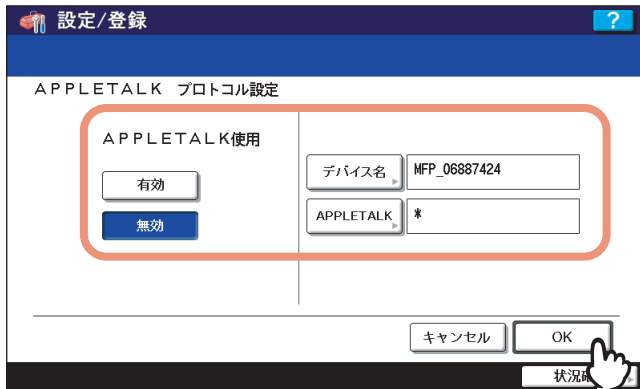 設定/登録
?
ＡＰＰＬＥＴＡＬＫ プロトコル設定
ＡＰＰＬＥＴＡＬＫ使用
有効
無効
デバイス名 MFP_06887424
APPLETALK *
キャンセル OK
状況